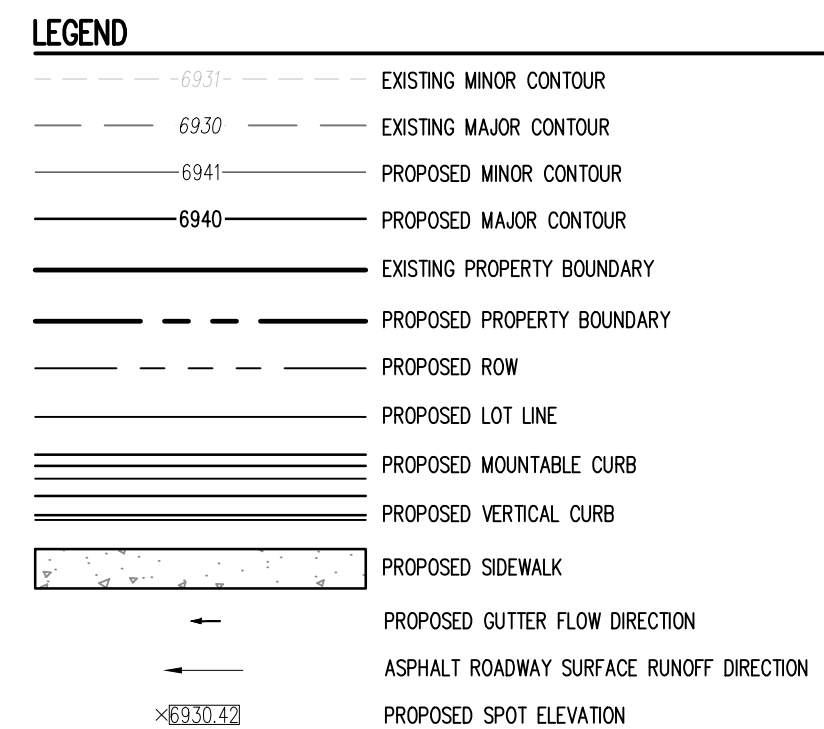 LEGEND
6931 EXISTING MINOR CONTOUR
6930 EXISTING MAJOR CONTOUR
6941 PROPOSED MINOR CONTOUR
6940 PROPOSED MAJOR CONTOUR
EXISTING PROPERTY BOUNDARY
PROPOSED PROPERTY BOUNDARY
PROPOSED ROW
PROPOSED LOT LINE
PROPOSED MOUNTABLE CURB
PROPOSED VERTICAL CURB
PROPOSED SIDEWALK
PROPOSED GUTTER FLOW DIRECTION
ASPHALT ROADWAY SURFACE RUNOFF DIRECTION
×6930.42 PROPOSED SPOT ELEVATION